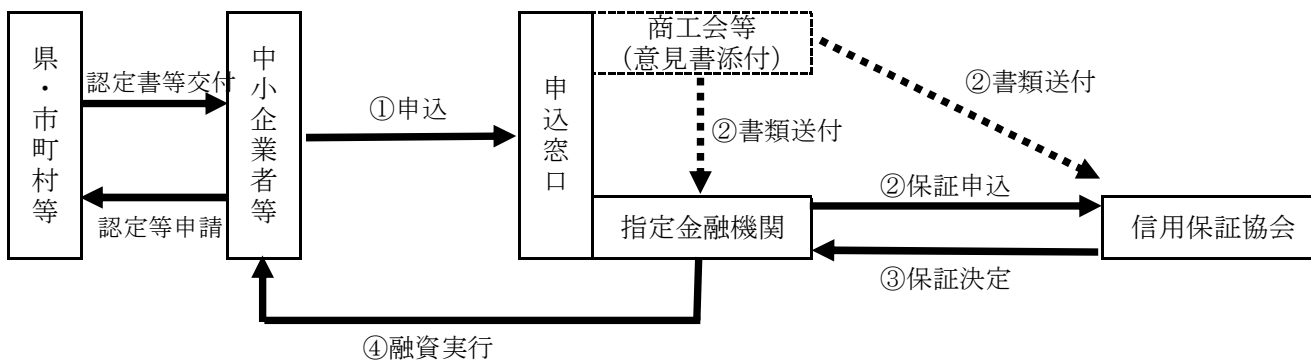 県・市町村等
認定書等交付
認定等申請
中小企業者等
①申込
申込窓口
商工会等
（意見書添付）
②書類送付
②書類送付
指定金融機関
②保証申込
③保証決定
信用保証協会
④融資実行